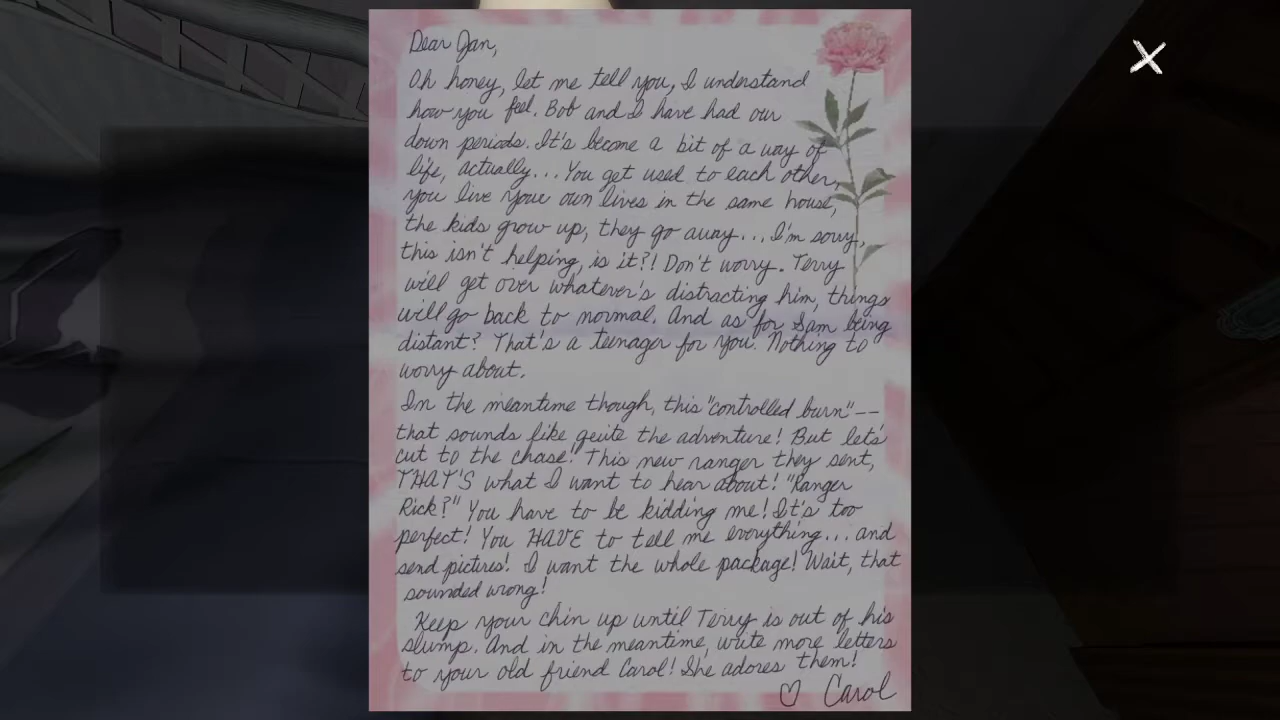 Dear Jan,
Oh honey, let me tell you, I understand
how you feel. Bob and I have had our
down periods. It's become a bit of a way of
life, actually... You get used to each other,
you live your own lives in the same house,
the kids grow up, they go away... I'm sorry,
this isn't helping, is it?! Don't worry. Terry
will get over whatever's distracting him, things
will go back to normal. And as for Sam being
distant? That's a teenager for you. Nothing to
worry about.
In the meantime though, this "controlled burn"--
that sounds like quite the adventure! But let's
cut to the chase! This new ranger they sent,
THAT'S what I want to hear about! "Ranger
Rick?" You have to be kidding me! It's too
perfect! You HAVE to tell me everything... and
send pictures! I want the whole package! Wait, that
sounded wrong!
Keep your chin up until Terry is out of his
slump. And in the meantime, write more letters
to your old friend Carol! She adores them!
♡ Carol